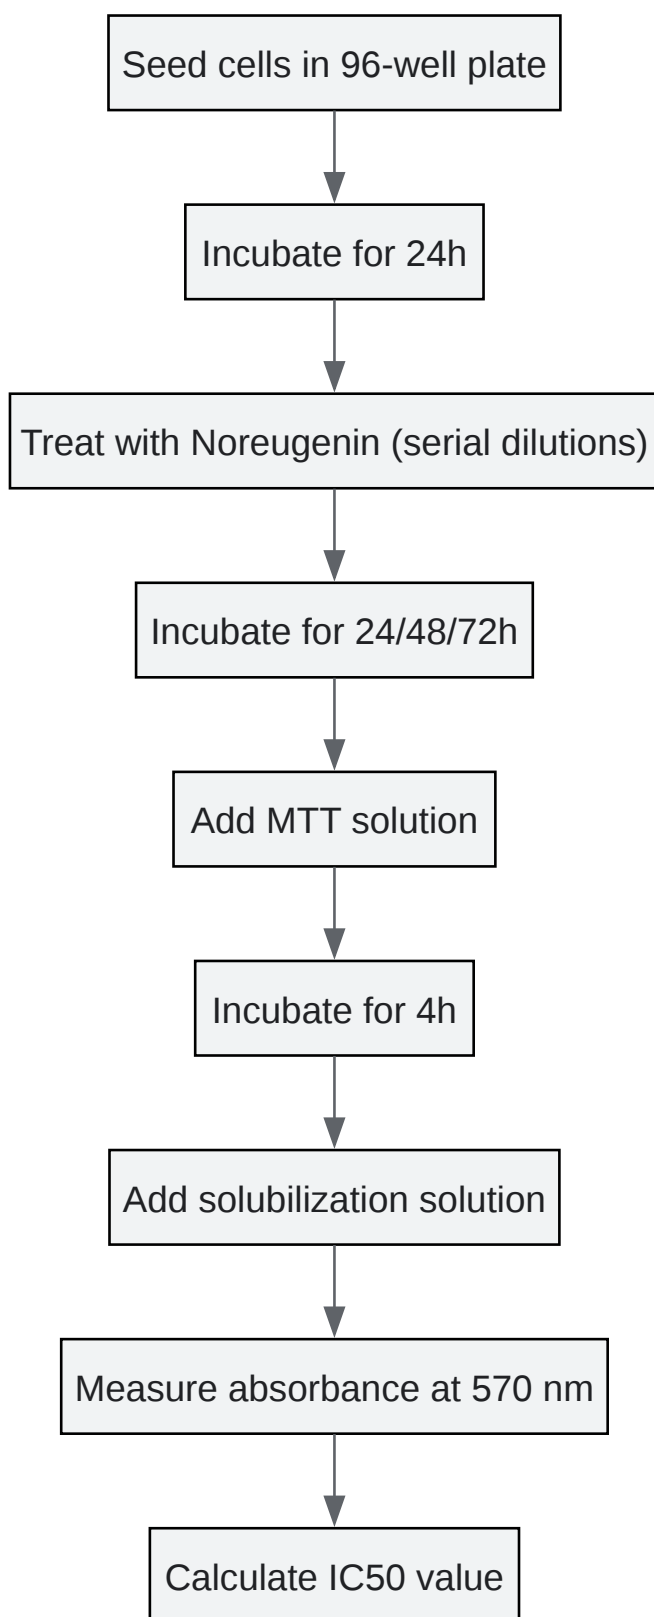 Seed cells in 96-well plate
Incubate for 24h
Treat with Noreugenin (serial dilutions)
Incubate for 24/48/72h
Add MTT solution
Incubate for 4h
Add solubilization solution
Measure absorbance at 570 nm
Calculate IC50 value